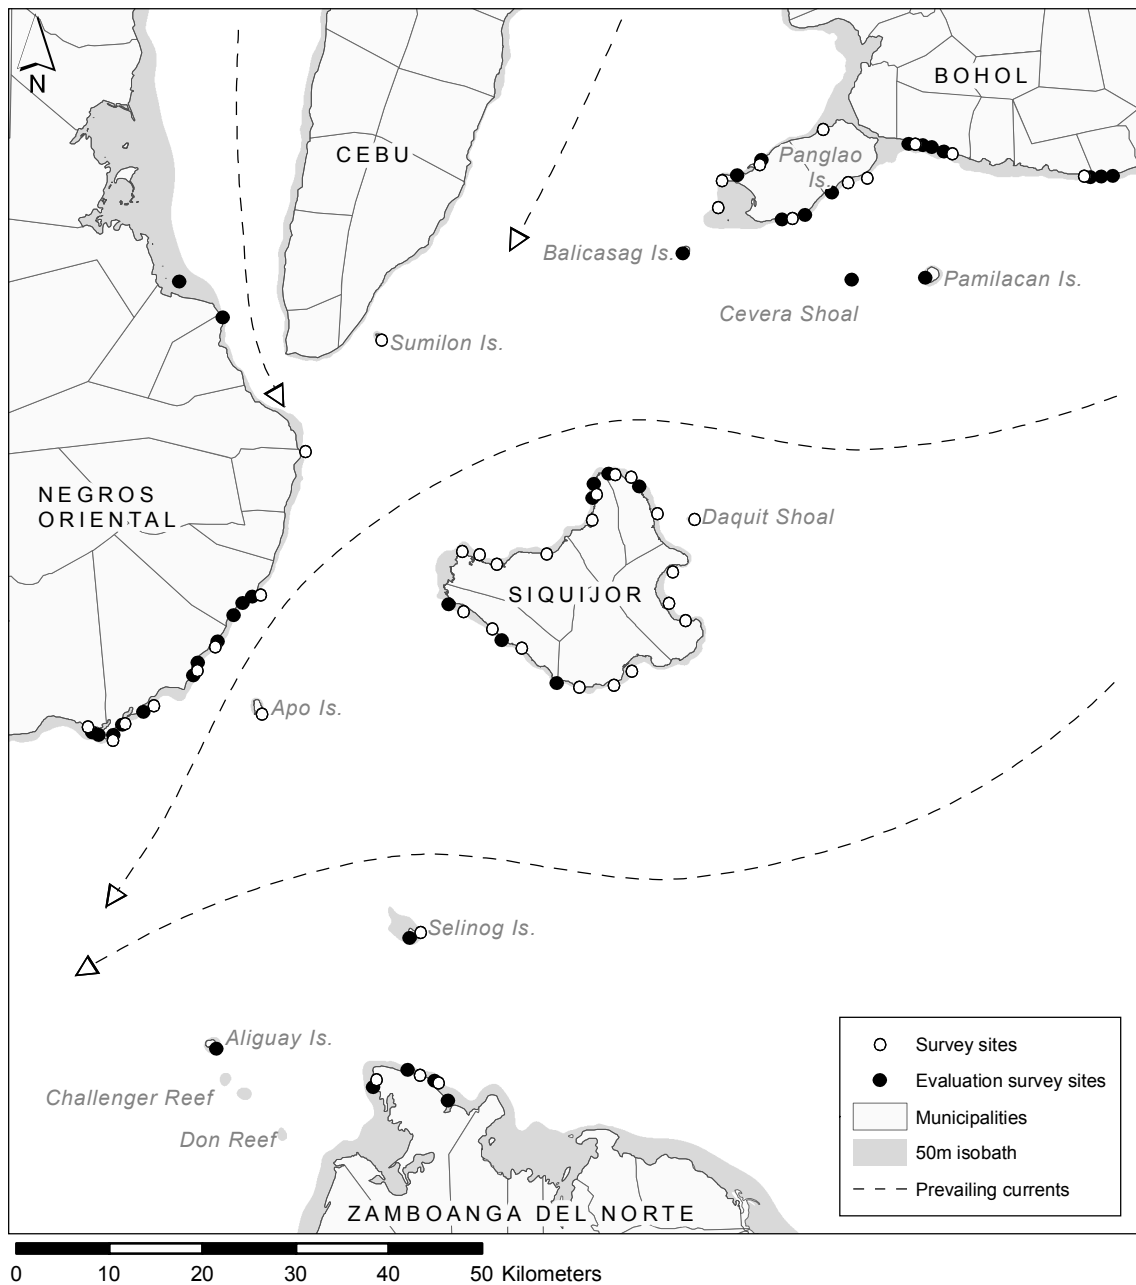 N
CEBU
BOHOL
Panglao
Is.
Balicasag Is.
Pamilacan Is.
Cevera Shoal
Sumilon Is.
NEGROS
ORIENTAL
Daquit Shoal
SIQUIJOR
Apo Is.
Selinog Is.
Aliguay Is.
Challenger Reef
Don Reef
ZAMBOANGA DEL NORTE
Survey sites
Evaluation survey sites
Municipalities
50m isobath
Prevailing currents
0 10 20 30 40 50 Kilometers